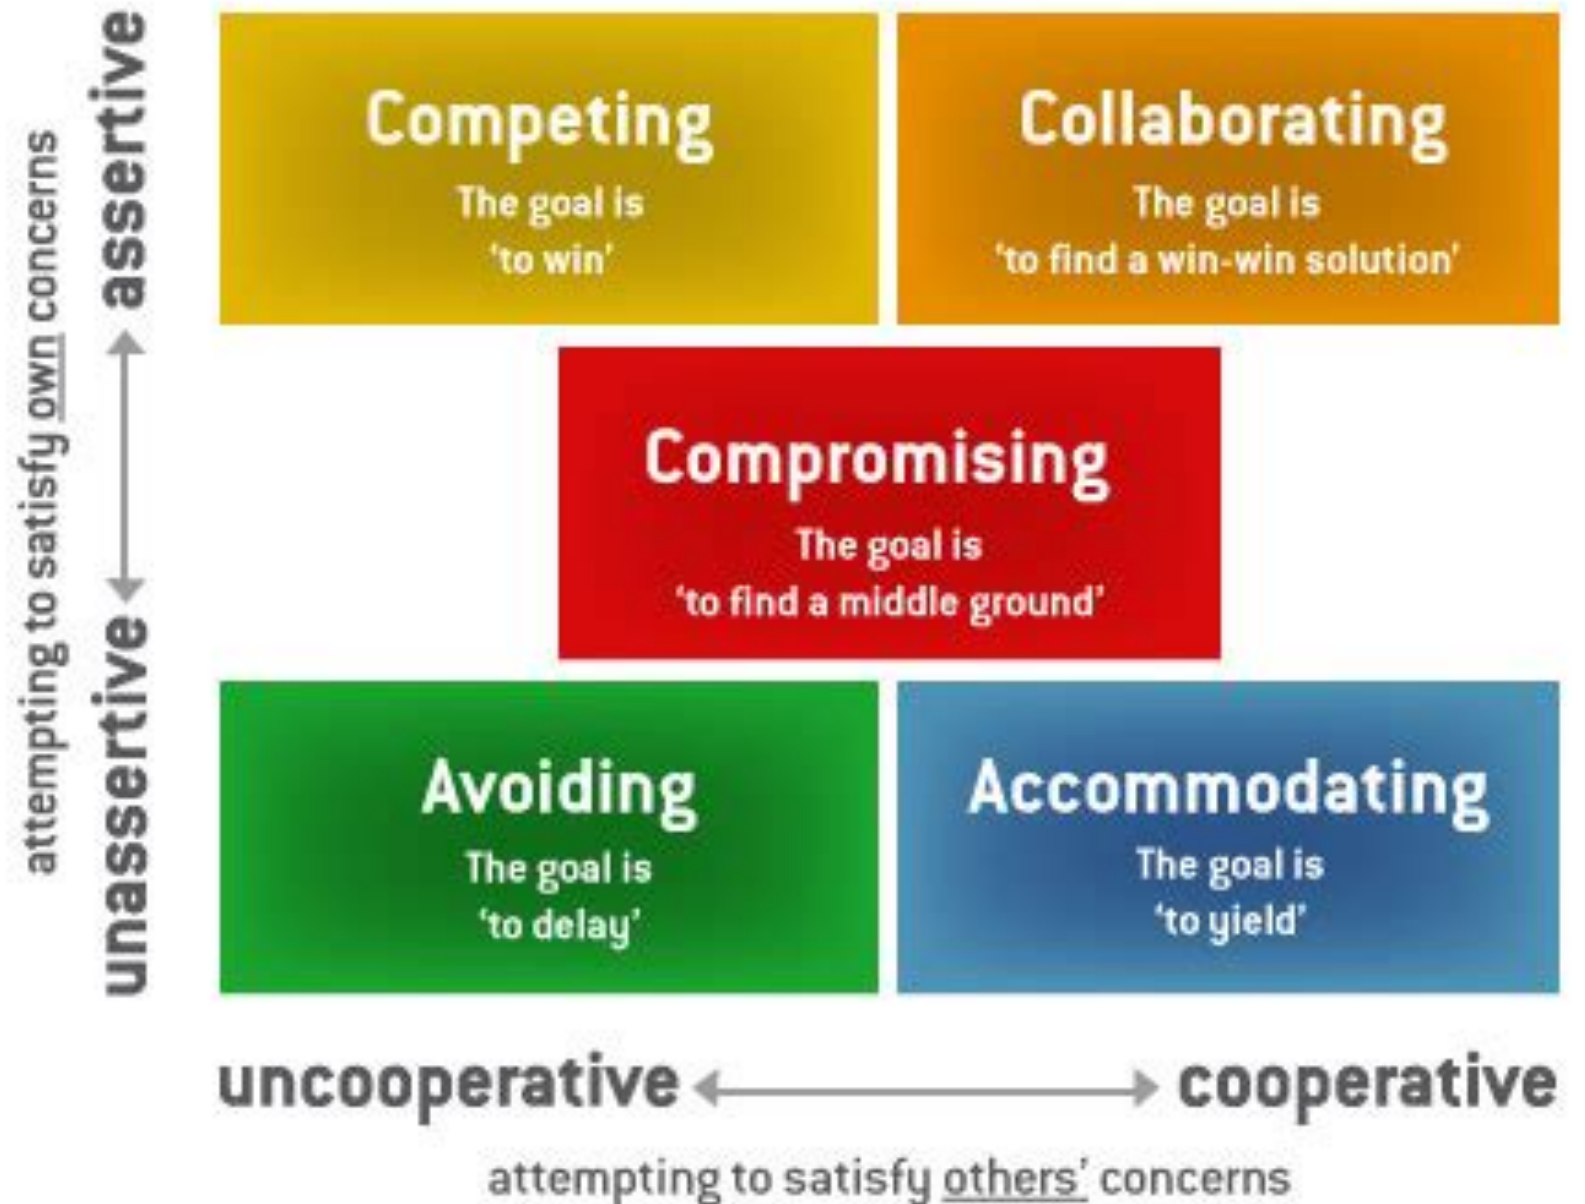 attempting to satisfy own concerns
assertive
unassertive
Competing
The goal is
‘to win’
Collaborating
The goal is
‘to find a win-win solution’
Compromising
The goal is
‘to find a middle ground’
Avoiding
The goal is
‘to delay’
Accommodating
The goal is
‘to yield’
uncooperative
cooperative
attempting to satisfy others’ concerns